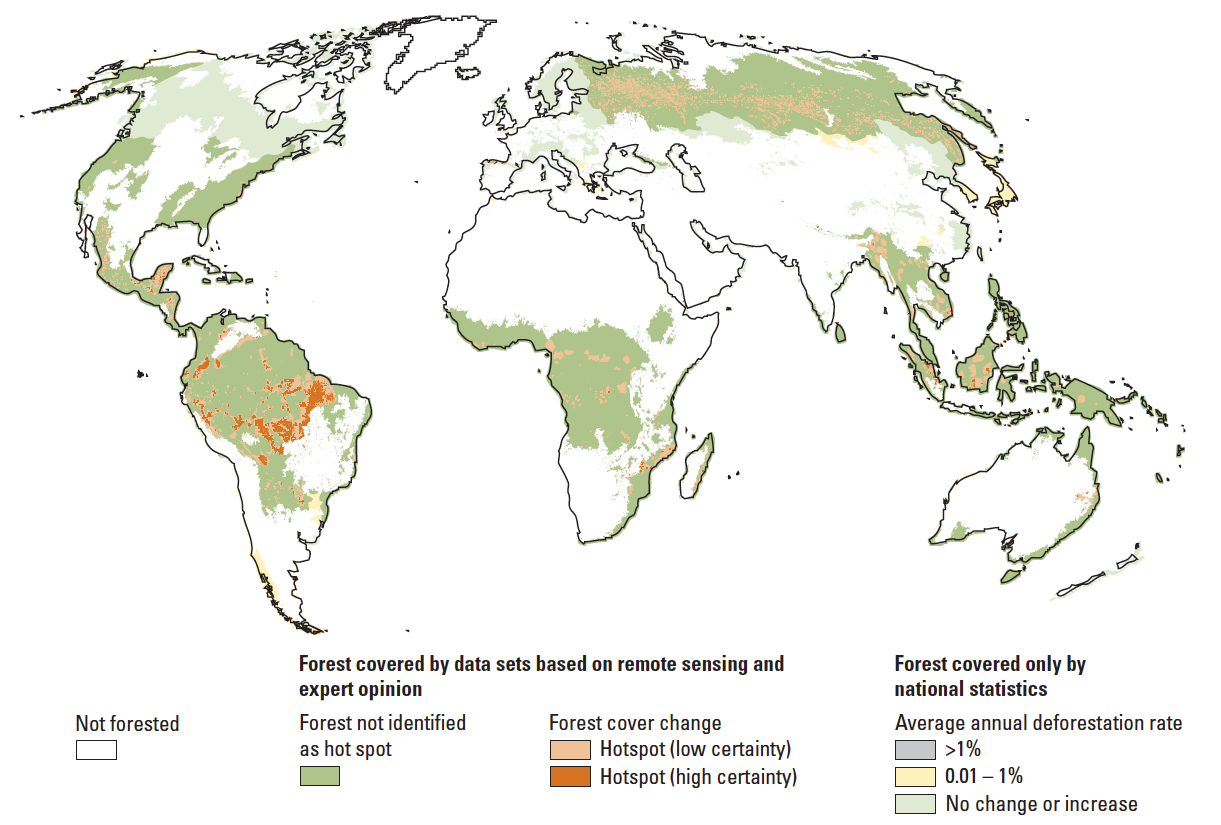 Forest covered by data sets based on remote sensing and
expert opinion
Forest covered only by
national statistics
Not forested
Forest not identified
as hot spot
Forest cover change
Hotspot (low certainty)
Hotspot (high certainty)
Average annual deforestation rate
>1%
0.01 – 1%
No change or increase